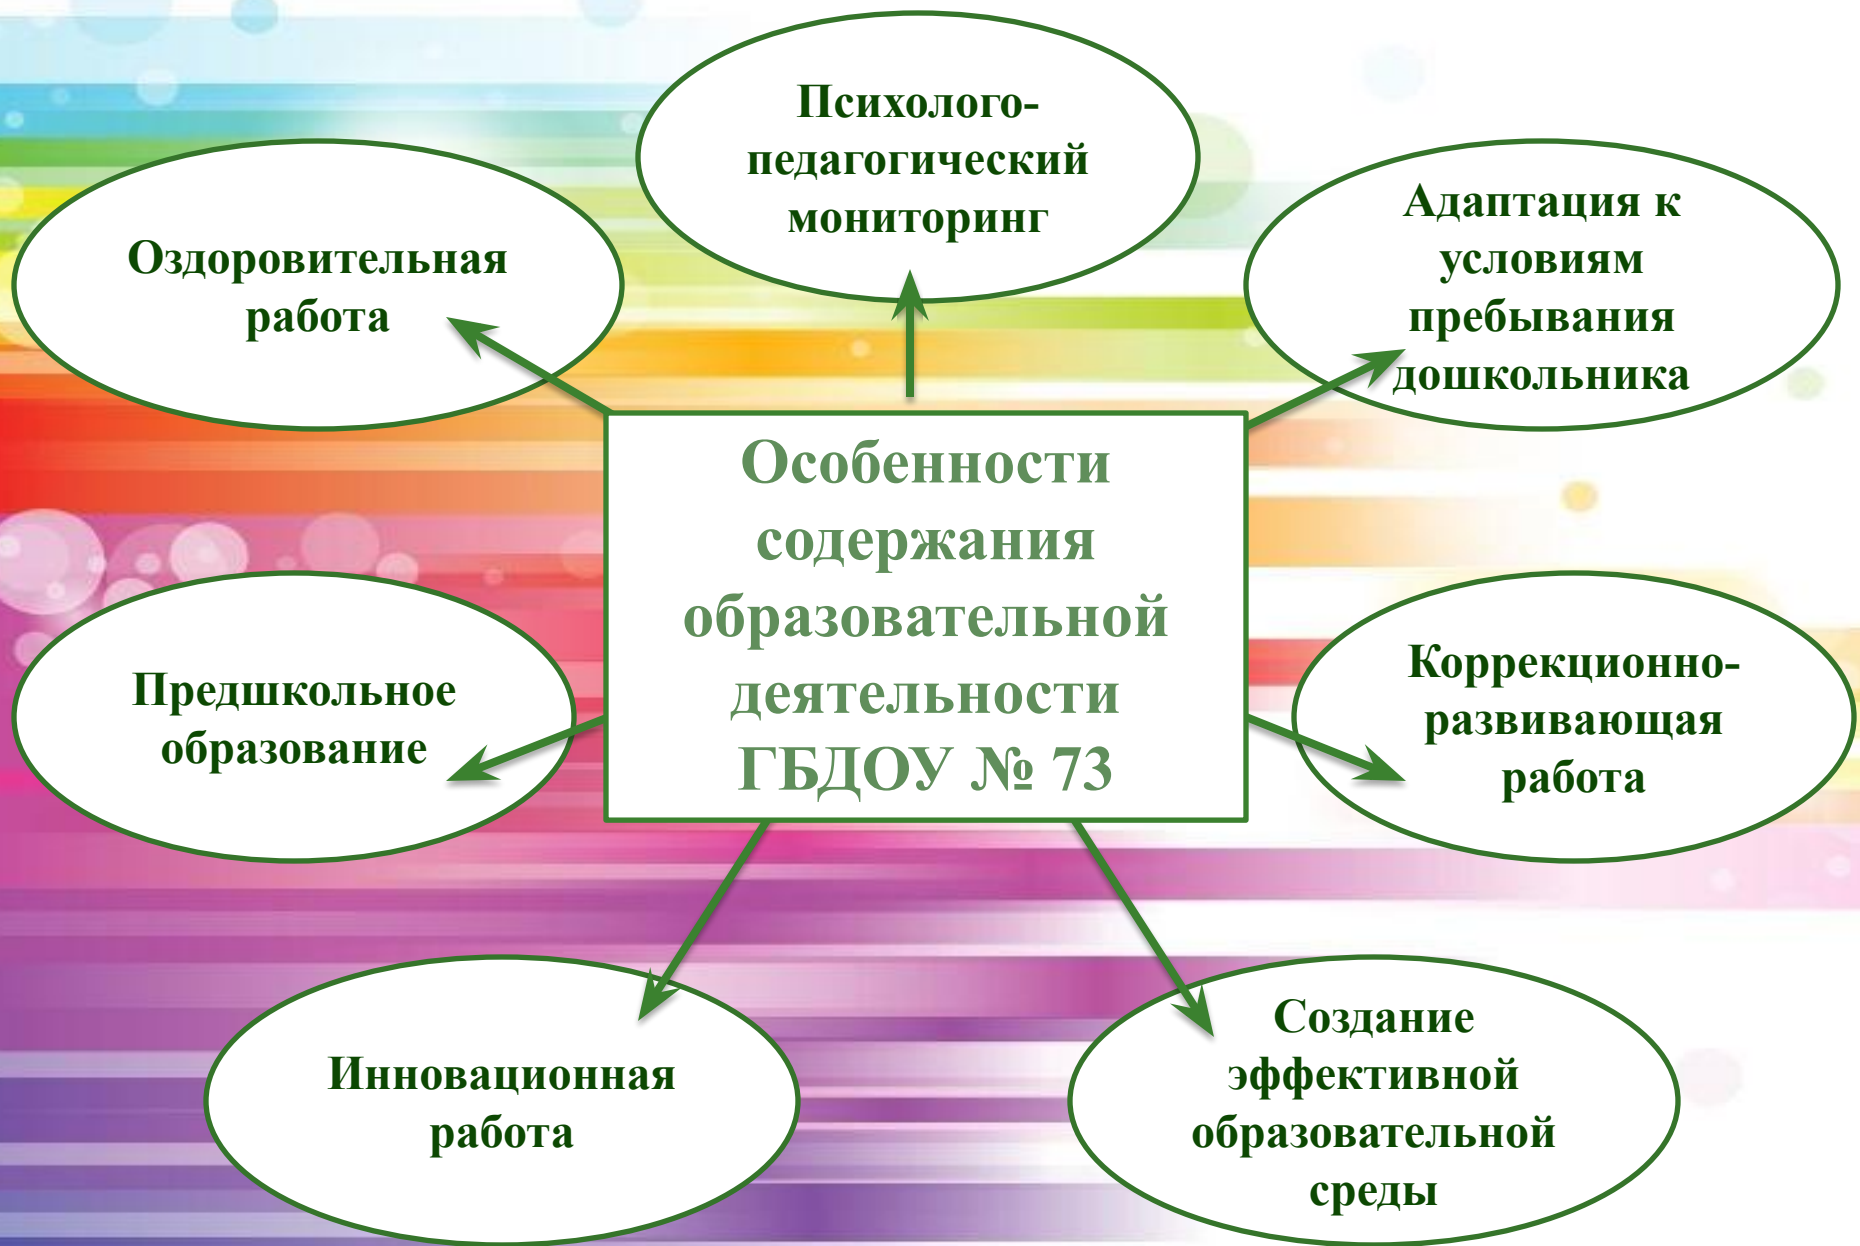 Психолого-
педагогический
мониторинг
Оздоровительная
работа
Адаптация к
условиям
пребывания
дошкольника
Особенности
содержания
образовательной
деятельности
ГБДОУ № 73
Предшкольное
образование
Коррекционно-
развивающая
работа
Инновационная
работа
Создание
эффективной
образовательной
среды